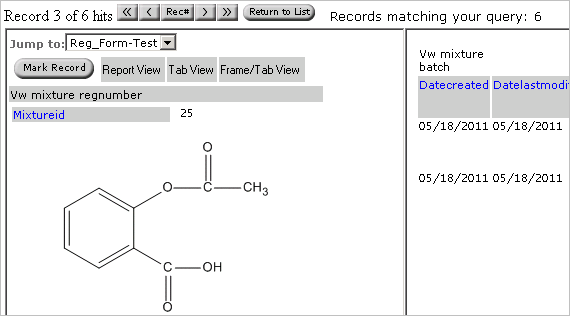 Record 3 of 6 hits Rec# Return to List Records matching your query: 6
Jump to: Reg_Form-Test
Mark Record Report View Tab View Frame/Tab View
Vw mixture regnumber
Mixtureid 25
O
O
CH3
C
C
OH
O
Vw mixture
batch
Datecreated Datelastmodi
05/18/2011 05/18/2011
05/18/2011 05/18/2011